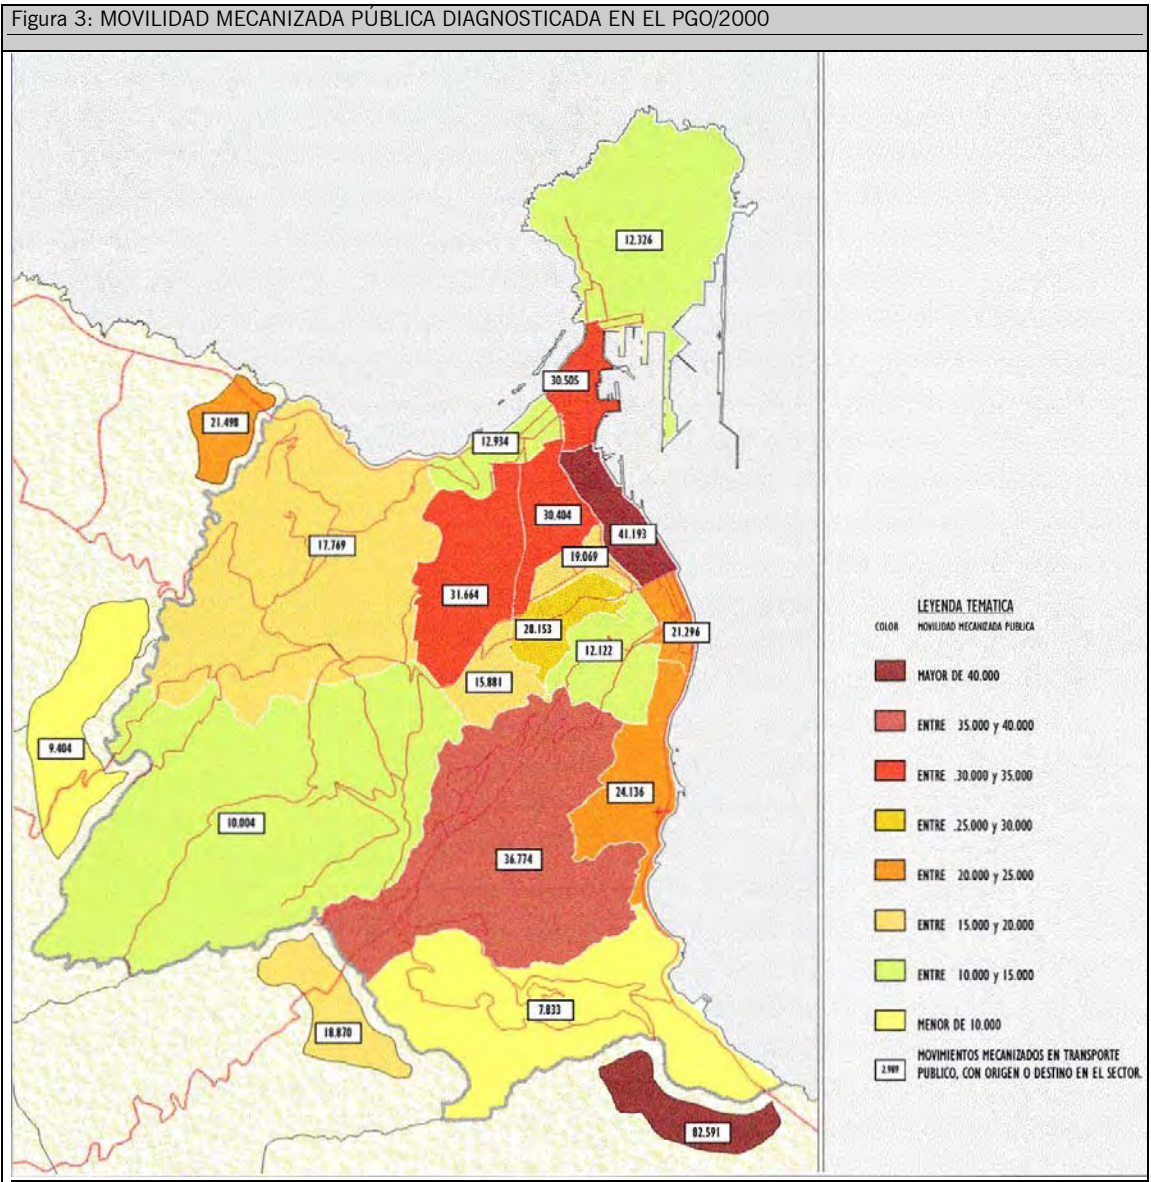 Figura 3: MOVILIDAD MECANIZADA PÚBLICA DIAGNOSTICADA EN EL PGO/2000
12.326
30.505
21.498
12.934
30.404
41.193
17.769
19.069
31.664
28.153
21.296
12.122
15.881
9.404
24.136
10.004
36.774
7.833
18.870
82.591
LEYENDA TEMATICA
COLOR MOVILIDAD MECANIZADA PUBLICA
MAYOR DE 40.000
ENTRE 35.000 y 40.000
ENTRE .30.000 y 35.000
ENTRE .25.000 y 30.000
ENTRE 20.000 y 25.000
ENTRE 15.000 y 20.000
ENTRE 10.000 y 15.000
MENOR DE 10.000
2.989 MOVIMIENTOS MECANIZADOS EN TRANSPORTE
PUBLICO, CON ORIGEN O DESTINO EN EL SECTOR.